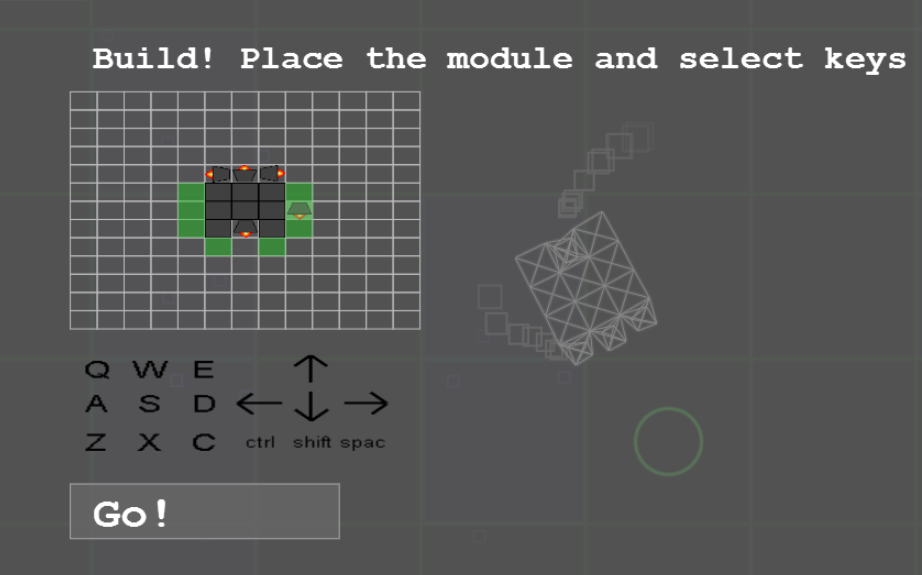 Build! Place the module and select keys
Q W E
A S D
Z X C ctrl shift spac
Go!